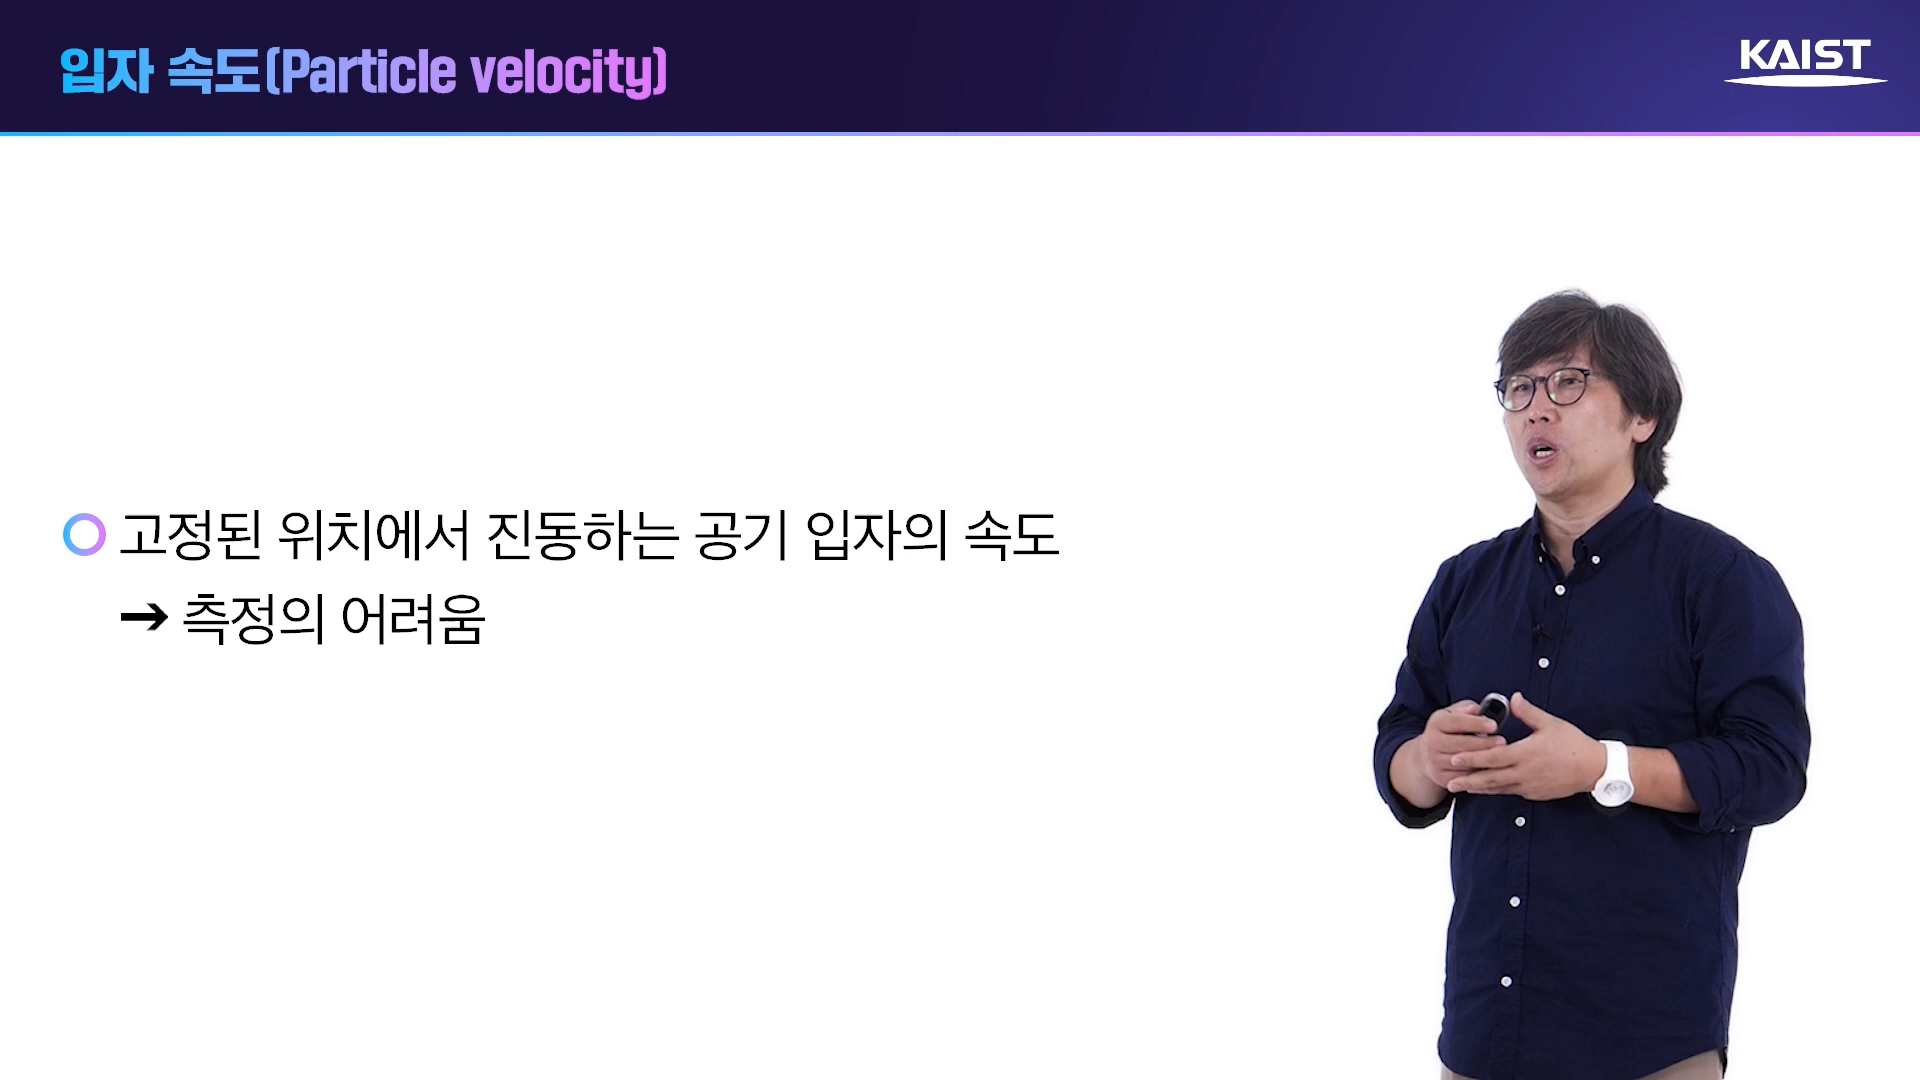 입자 속도(Particle velocity)
KAIST
고정된 위치에서 진동하는 공기 입자의 속도
→ 측정의 어려움